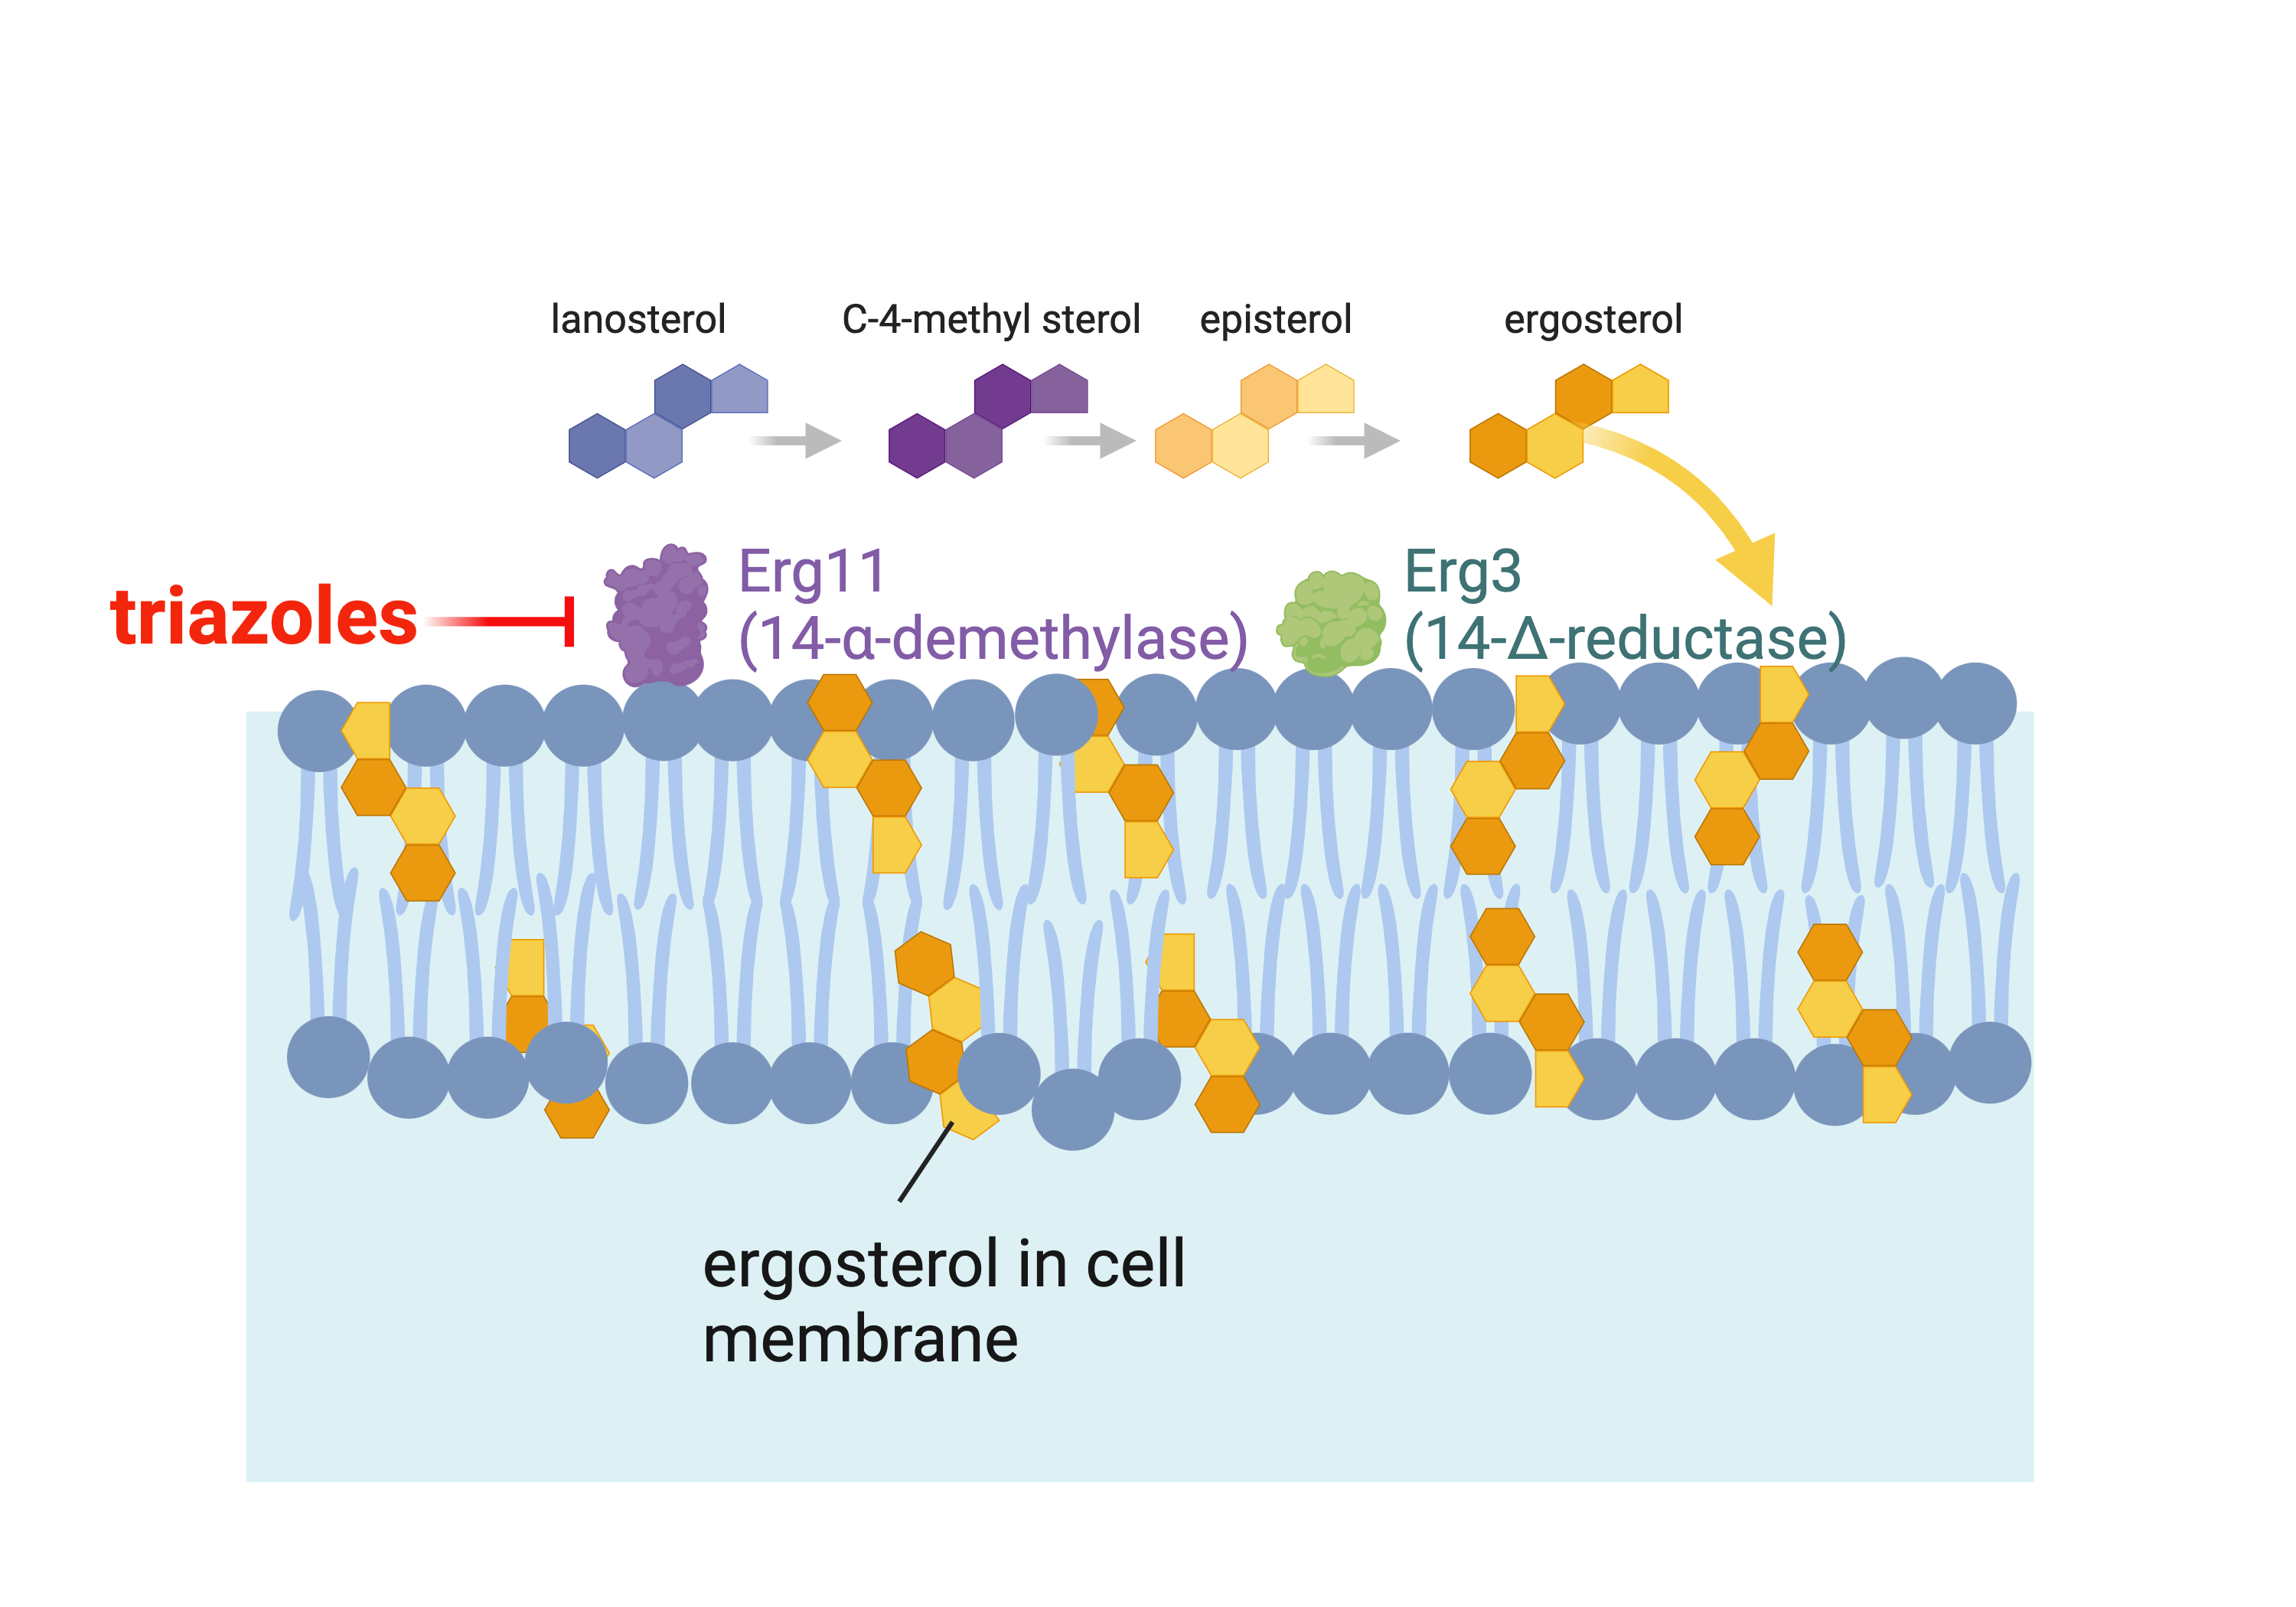 lanosterol
C-4-methyl sterol
episterol
ergosterol
triazoles
Erg11
(14-α-demethylase)
Erg3
(14-Δ-reductase)
ergosterol in cell
membrane